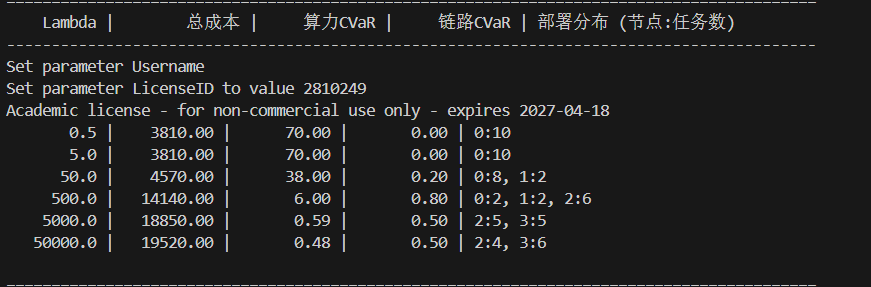 Lambda | 总成本 | 算力CVaR | 链路CVaR | 部署分布 (节点:任务数)
Set parameter Username
Set parameter LicenseID to value 2810249
Academic license - for non-commercial use only - expires 2027-04-18
0.5 | 3810.00 | 70.00 | 0.00 | 0:10
5.0 | 3810.00 | 70.00 | 0.00 | 0:10
50.0 | 4570.00 | 38.00 | 0.20 | 0:8, 1:2
500.0 | 14140.00 | 6.00 | 0.80 | 0:2, 1:2, 2:6
5000.0 | 18850.00 | 0.59 | 0.50 | 2:5, 3:5
50000.0 | 19520.00 | 0.48 | 0.50 | 2:4, 3:6